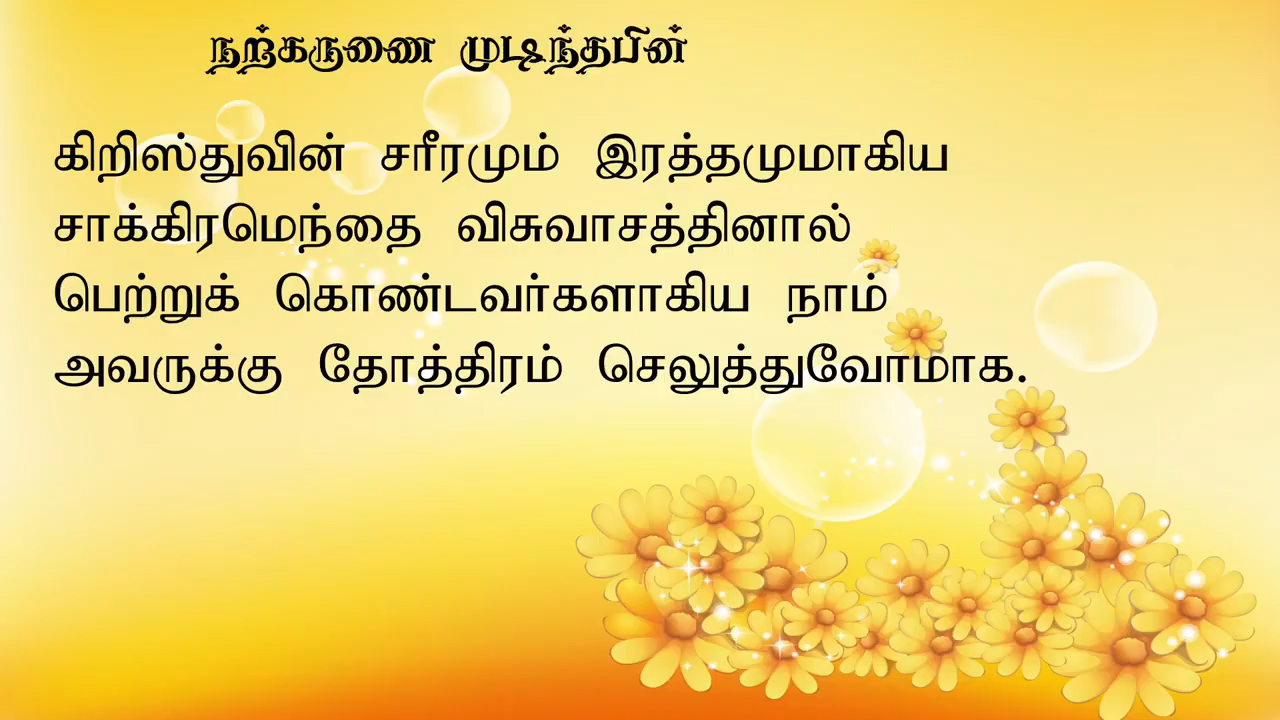 நற்கருணை முடிந்தபின்
கிறிஸ்துவின் சரீரமும் இரத்தமுமாகிய
சாக்கிரமெந்தை விசுவாசத்தினால்
பெற்றுக் கொண்டவர்களாகிய நாம்
அவருக்கு தோத்திரம் செலுத்துவோமாக.